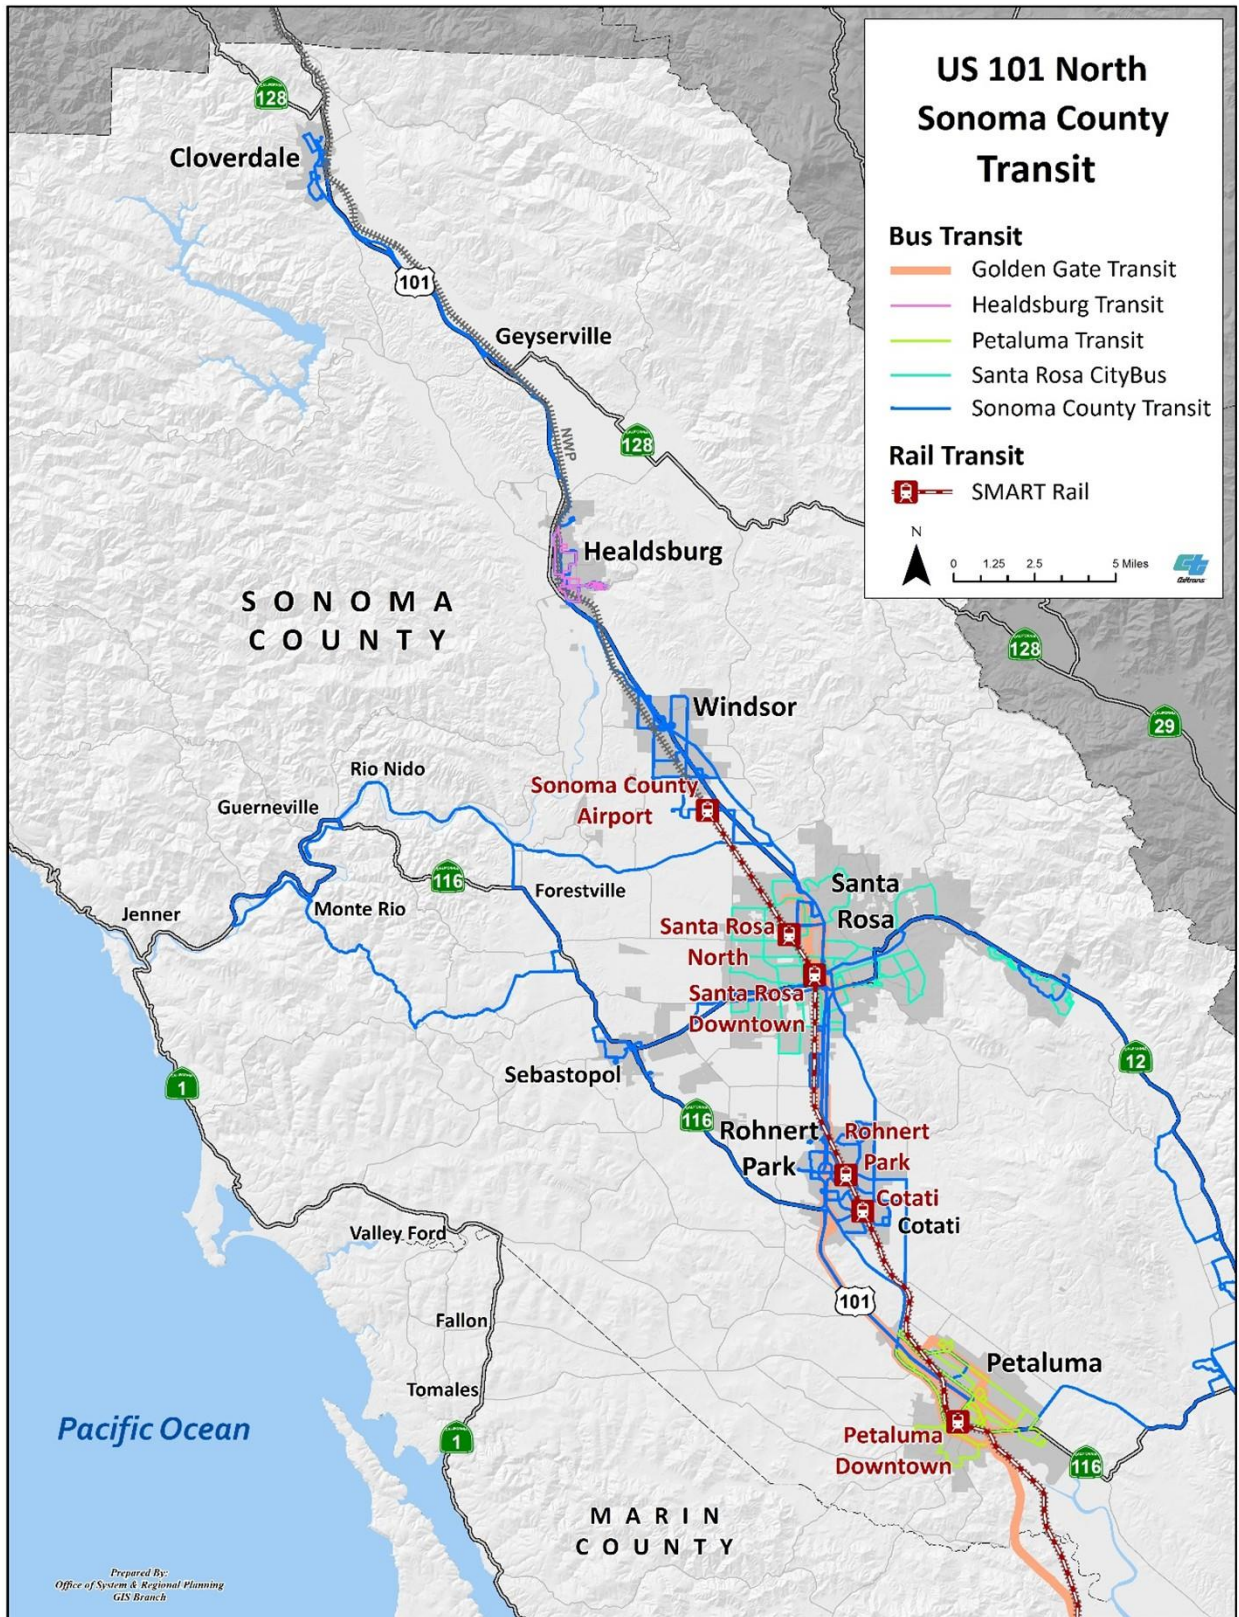 US 101 North
Sonoma County
Transit
Bus Transit
Golden Gate Transit
Healdsburg Transit
Petaluma Transit
Santa Rosa CityBus
Sonoma County Transit
Rail Transit
SMART Rail
N
0 1.25 2.5 5 Miles
Caltrans
128
Cloverdale
101
Geyserville
128
NWP
Healdsburg
SONOMA
COUNTY
128
29
Windsor
Rio Nido
Sonoma County
Airport
Guerneville
116
Forestville
Santa
Rosa
Jenner
Monte Rio
Santa Rosa
North
Santa Rosa
Downtown
12
Sebastopol
1
116
Rohnert
Park
Rohnert
Park
Cotati
Cotati
Valley Ford
101
Fallon
Petaluma
Tomales
Pacific Ocean
1
Petaluma
Downtown
116
MARIN
COUNTY
Prepared By:
Office of System & Regional Planning
GIS Branch